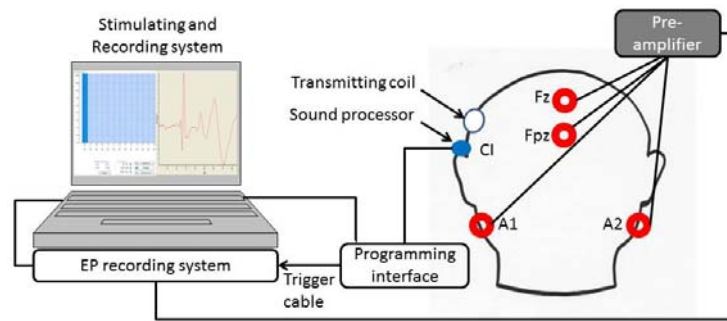 Stimulating and
Recording system
Pre-
amplifier
Transmitting coil
Sound processor
Fz
Fpz
CI
A1
A2
EP recording system
Trigger
cable
Programming
interface